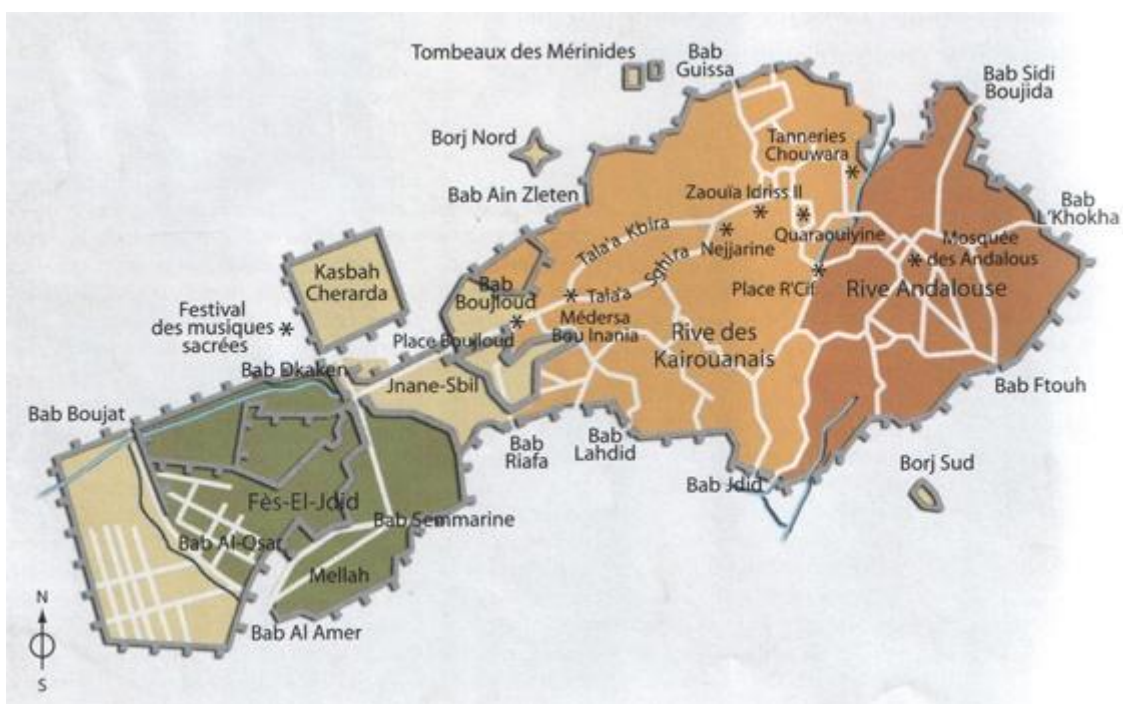 Tombeaux des Mérinides
Bab
Guissa
Bab Sidi
Boujida
Borj Nord
Tanneries
Chouwara
Bab Ain Zleten
Zaouïa Idriss II
Bab
L'Khokha
Tala'a Kbira
Nejjarine
Quaraouiyine
Mosquée
des Andalous
Kasbah
Cherarda
Bab
Boujloud
Tala'a Sghira
Place R'Cif
Rive Andalouse
Festival
des musiques
sacrées
Place Boujloud
Médersa
Bou Inania
Rive des
Kairouanais
Bab Dkaken
Jnane-Sbil
Bab Ftouh
Bab Boujat
Bab
Riafa
Bab
Lahdid
Borj Sud
Bab Jdid
Fès-El-Jdid
Bab Semmarine
Bab Al-Qsat
Mellah
Bab Al Amer
N
S